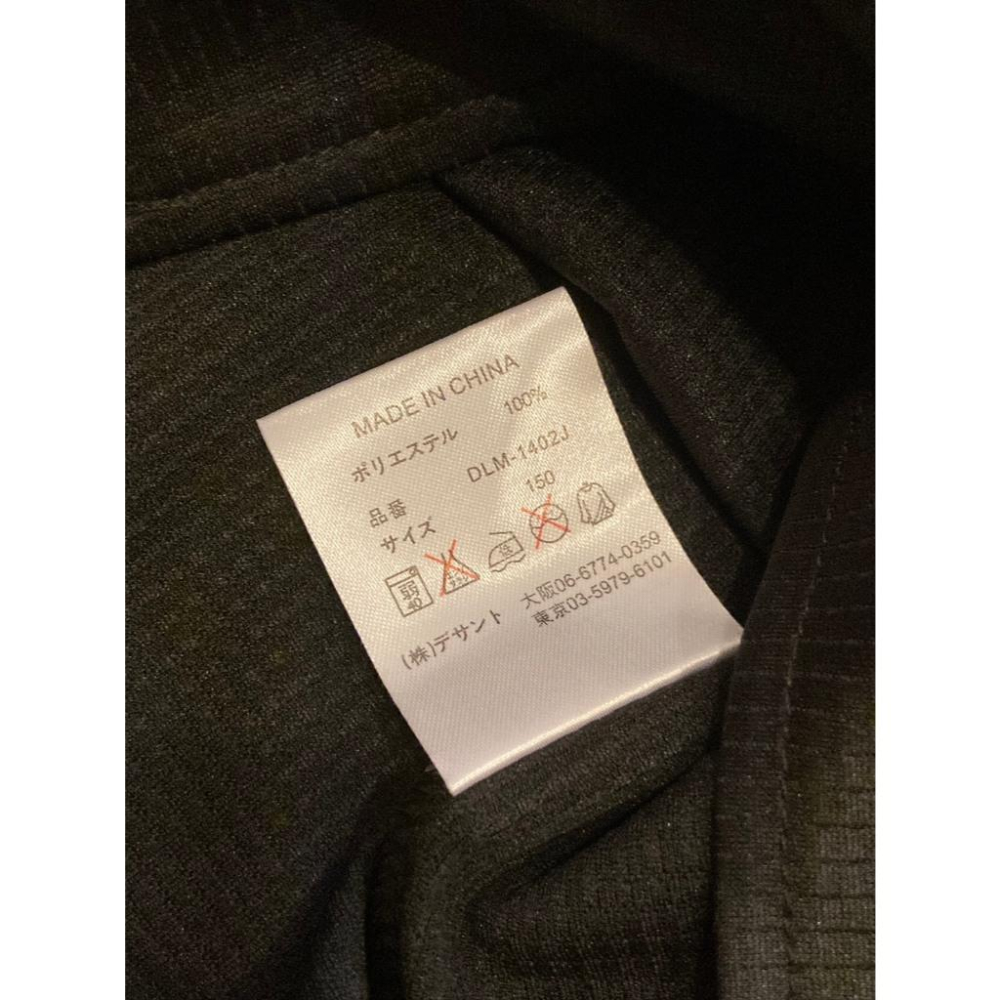 MADE IN CHINA
ポリエステル 100%
品番 DLM-1402J
サイズ 150
弱 40
(株)デサント 大阪06-6774-0359
東京03-5979-6101